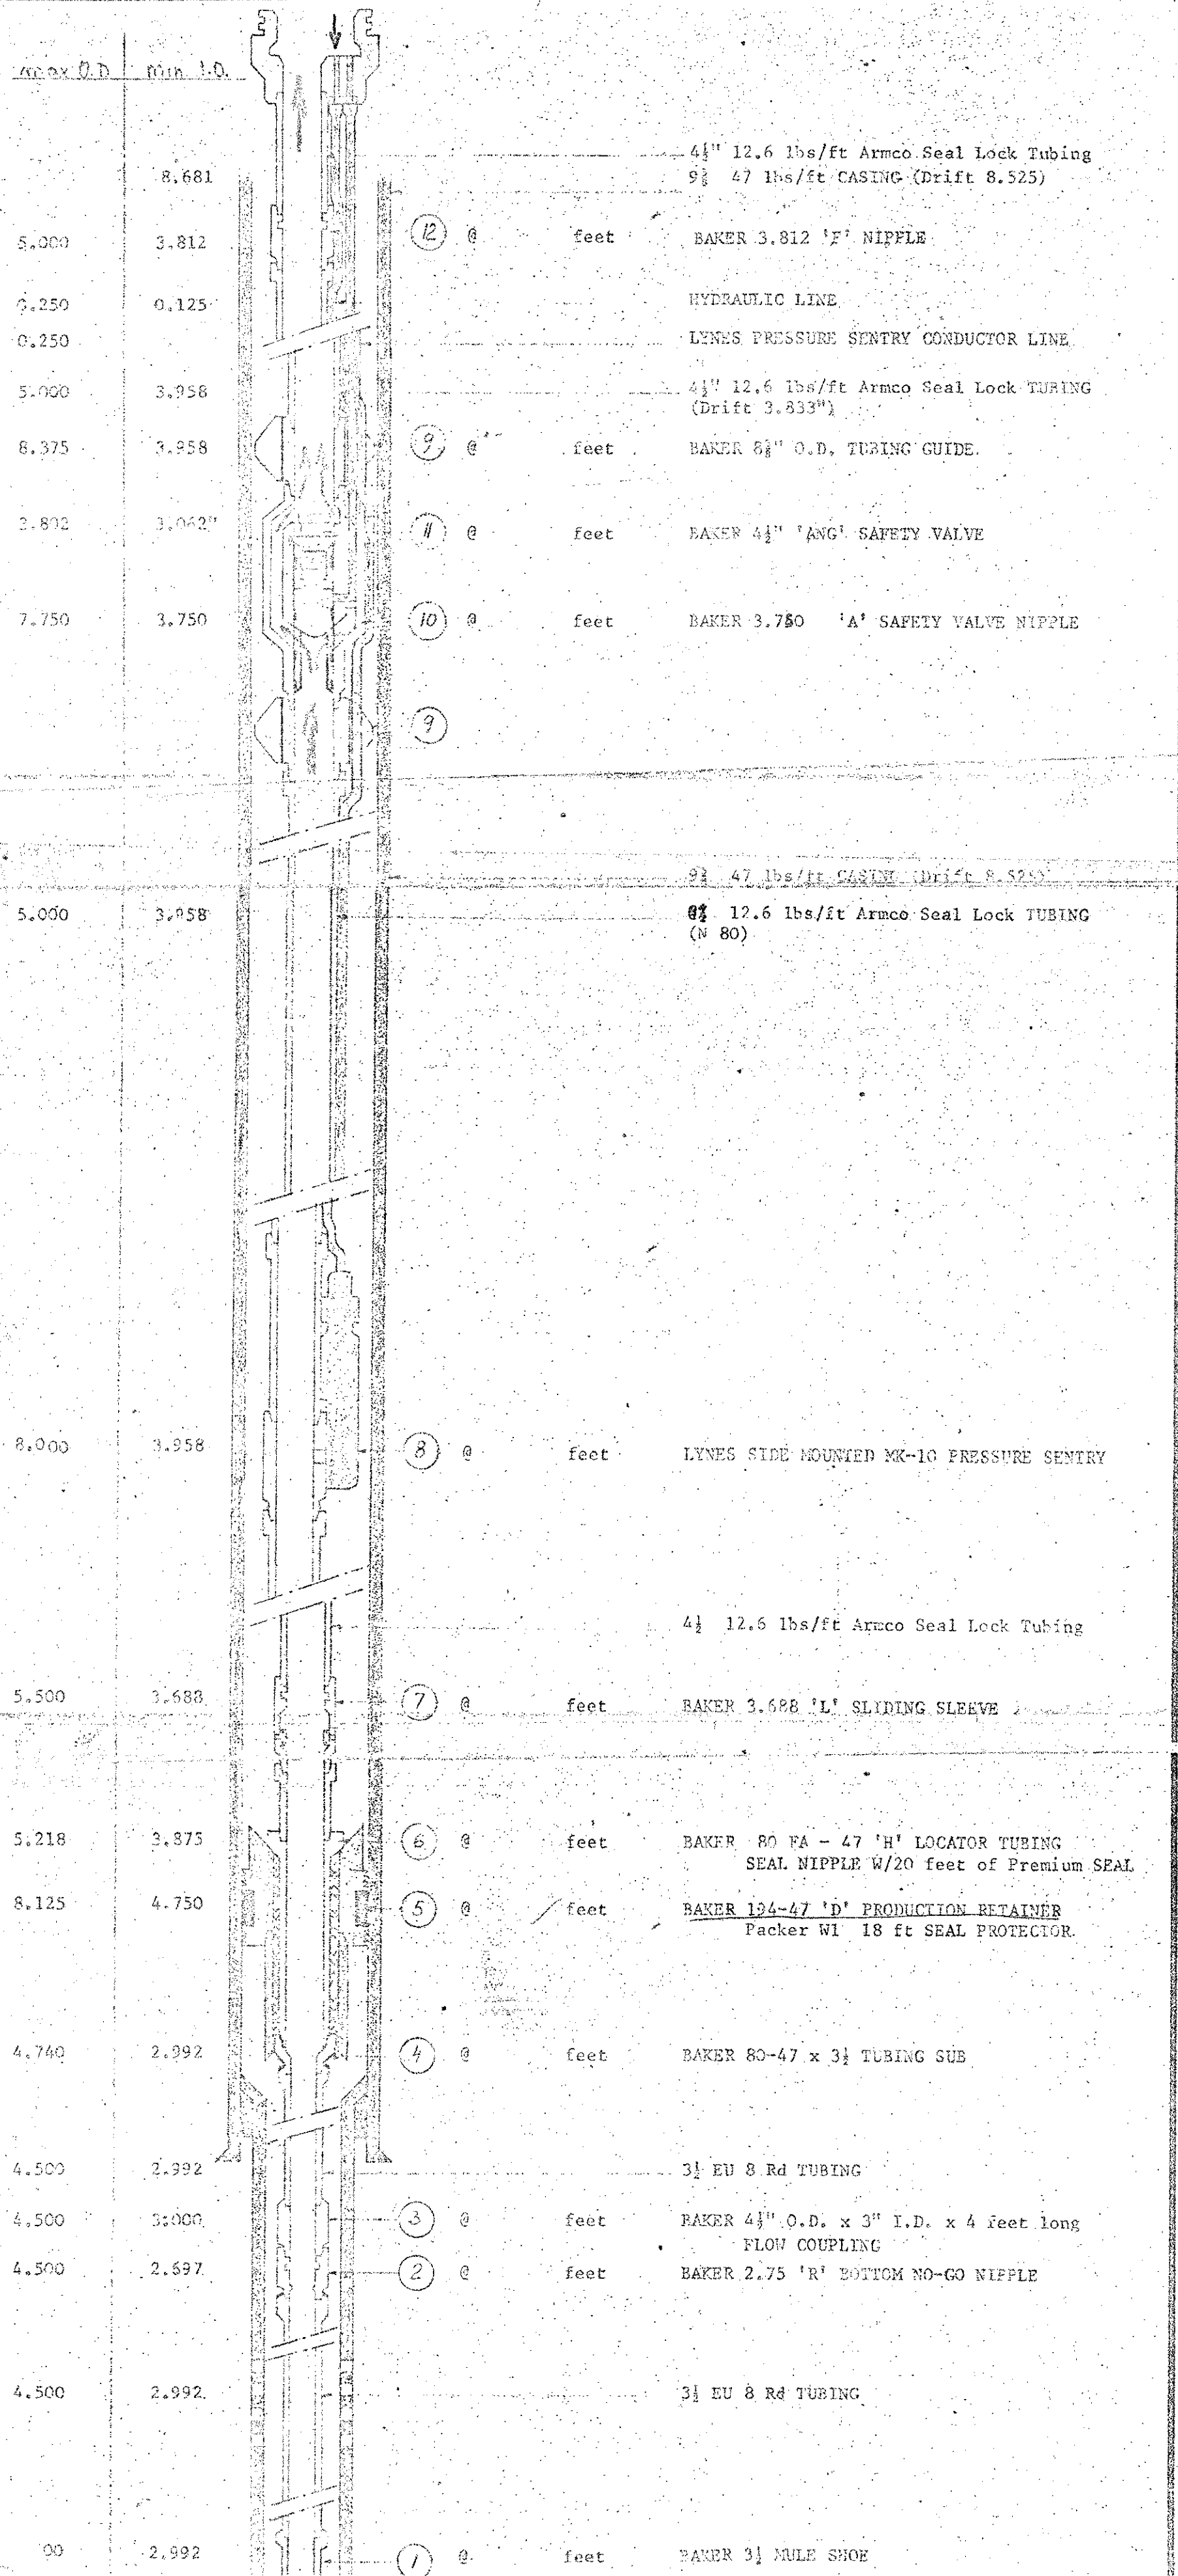 max O.D min I.D.
4½" 12.6 lbs/ft Armco Seal Lock Tubing
8.681 9⅝ 47 lbs/ft CASING (Drift 8.525)
5.000 3.812 12 @ feet BAKER 3.812 'F' NIPPLE
0.250 0.125 HYDRAULIC LINE
0.250 LYNES PRESSURE SENTRY CONDUCTOR LINE
5.000 3.958 4½" 12.6 lbs/ft Armco Seal Lock TUBING
(Drift 3.833")
8.375 3.958 9 @ feet BAKER 8⅜" O.D. TUBING GUIDE.
3.802 3.062" 11 @ feet BAKER 4½" 'ANG' SAFETY VALVE
7.750 3.750 10 @ feet BAKER 3.750 'A' SAFETY VALVE NIPPLE
9
9⅝ 47 lbs/ft CASING (Drift 8.525)
5.000 3.958 12.6 lbs/ft Armco Seal Lock TUBING
(N 80)
8.000 3.958 8 @ feet LYNES SIDE MOUNTED MK-10 PRESSURE SENTRY
4½ 12.6 lbs/ft Armco Seal Lock Tubing
5.500 3.688 7 @ feet BAKER 3.688 'L' SLIDING SLEEVE
5.218 3.875 6 @ feet BAKER 80 FA - 47 'H' LOCATOR TUBING
SEAL NIPPLE W/20 feet of Premium SEAL
8.125 4.750 5 @ feet BAKER 194-47 'D' PRODUCTION RETAINER
Packer W1 18 ft SEAL PROTECTOR.
4.740 2.992 4 @ feet BAKER 80-47 x 3½ TUBING SUB
4.500 2.992 3½ EU 8 Rd TUBING
4.500 3.000 3 @ feet BAKER 4½" O.D. x 3" I.D. x 4 feet long
FLOW COUPLING
4.500 2.697 2 @ feet BAKER 2.75 'R' BOTTOM NO-GO NIPPLE
4.500 2.992 3½ EU 8 Rd TUBING
00 2.992 1 @ feet BAKER 3½ MULE SHOE